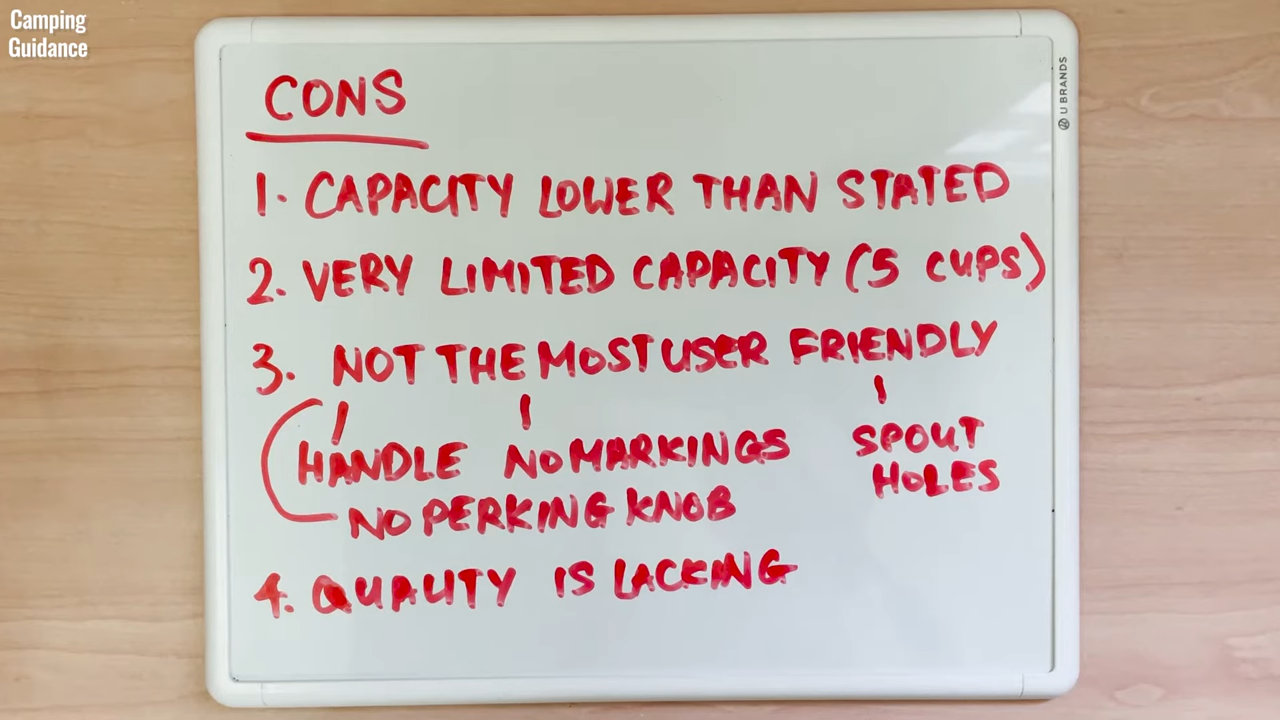 Camping
Guidance
U BRANDS
CONS
1. CAPACITY LOWER THAN STATED
2. VERY LIMITED CAPACITY (5 CUPS)
3. NOT THE MOST USER FRIENDLY
HANDLE NO MARKINGS SPOUT
HOLES
NO PERKING KNOB
4. QUALITY IS LACKING